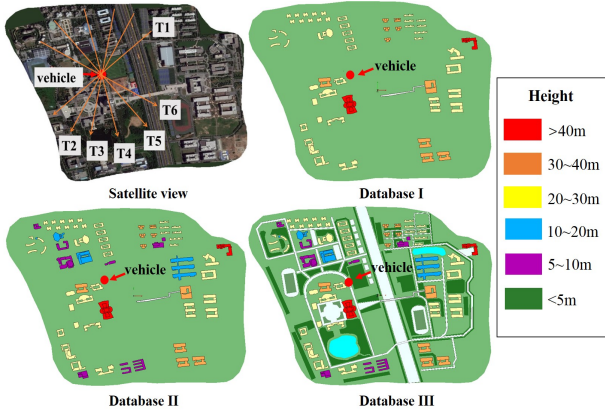 T1
vehicle
T6
T2
T3
T4
T5
Satellite view
vehicle
Database I
vehicle
Database II
vehicle
Database III
Height
>40m
30~40m
20~30m
10~20m
5~10m
<5m